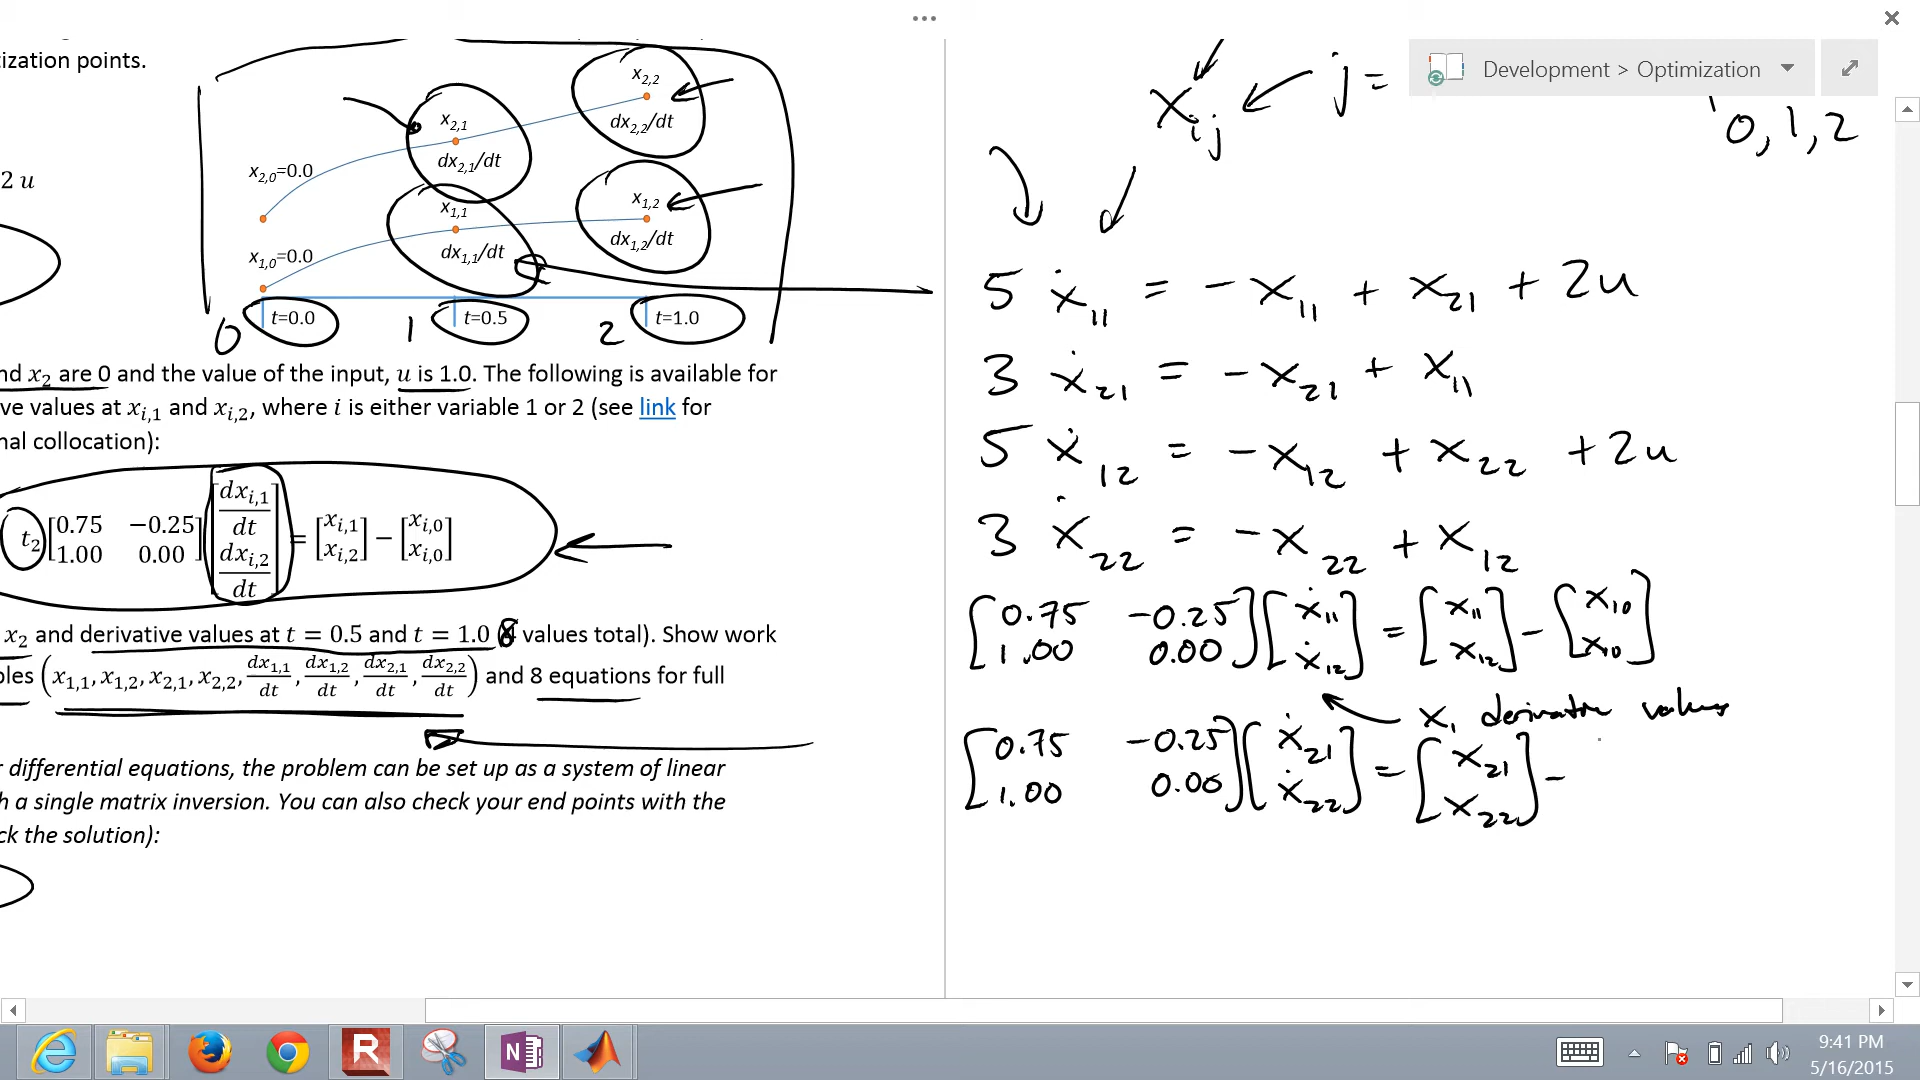 ization points.
2 u
x2,2
dx2,2/dt
x2,1
dx2,1/dt
x2,0=0.0
x1,2
dx1,2/dt
x1,1
dx1,1/dt
x1,0=0.0
0 t=0.0 1 t=0.5 2 t=1.0
nd x2 are 0 and the value of the input, u is 1.0. The following is available for
ve values at xi,1 and xi,2, where i is either variable 1 or 2 (see link for
nal collocation):
t2 [0.75 −0.25 1.00 0.00] [dxi,1/dt dxi,2/dt] = [xi,1 xi,2] − [xi,0 xi,0]
x2 and derivative values at t = 0.5 and t = 1.0 (8 values total). Show work
bles (x1,1, x1,2, x2,1, x2,2, dx1,1/dt, dx1,2/dt, dx2,1/dt, dx2,2/dt) and 8 equations for full
r differential equations, the problem can be set up as a system of linear
h a single matrix inversion. You can also check your end points with the
ck the solution):
Development > Optimization
xij j =
0, 1, 2
5 ẋ11 = -x11 + x21 + 2u
3 ẋ21 = -x21 + x11
5 ẋ12 = -x12 + x22 + 2u
3 ẋ22 = -x22 + x12
[0.75 -0.25 1.00 0.00] [ẋ11 ẋ12] = [x11 x12] - [x10 x10]
x1 derivative values
[0.75 -0.25 1.00 0.00] [ẋ21 ẋ22] = [x21 x22] -
R
N
9:41 PM
5/16/2015